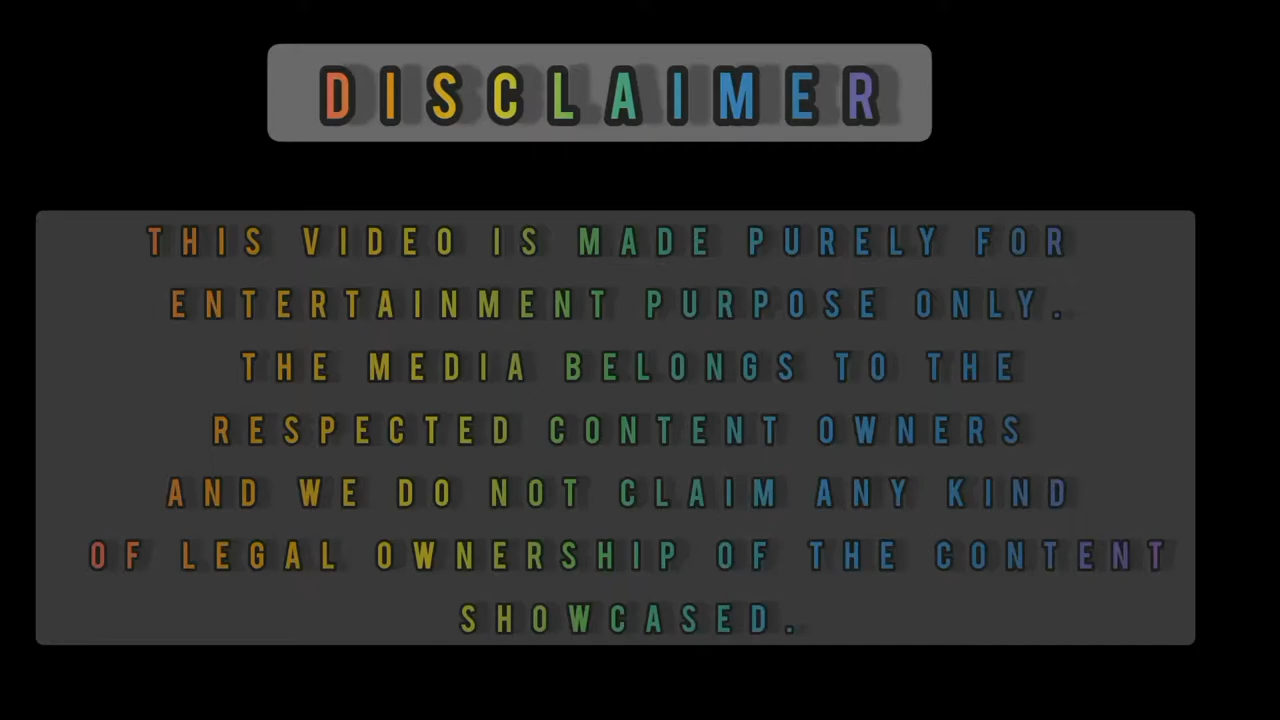 DISCLAIMER
THIS VIDEO IS MADE PURELY FOR
ENTERTAINMENT PURPOSE ONLY.
THE MEDIA BELONGS TO THE
RESPECTED CONTENT OWNERS
AND WE DO NOT CLAIM ANY KIND
OF LEGAL OWNERSHIP OF THE CONTENT
SHOWCASED.